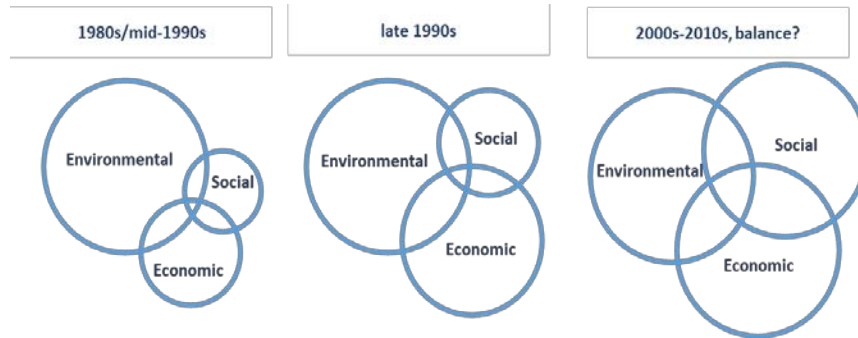 1980s/mid-1990s
late 1990s
2000s-2010s, balance?
Environmental
Social
Economic
Environmental
Social
Economic
Environmental
Social
Economic